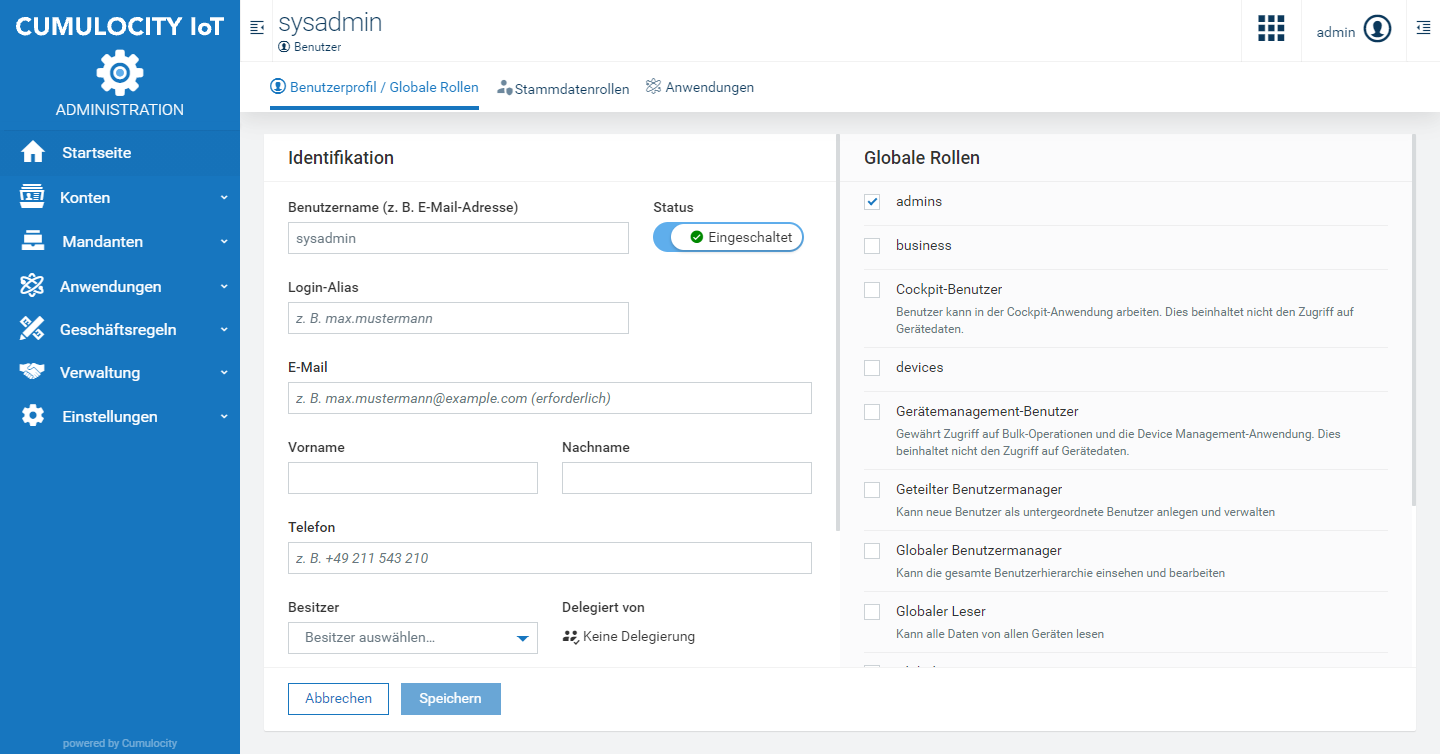 CUMULOCITY IoT
ADMINISTRATION
Startseite
Konten
Mandanten
Anwendungen
Geschäftsregeln
Verwaltung
Einstellungen
powered by Cumulocity
sysadmin
Benutzer
admin
Benutzerprofil / Globale Rollen
Stammdatenrollen
Anwendungen
Identifikation
Benutzername (z. B. E-Mail-Adresse)
Status
sysadmin
Eingeschaltet
Login-Alias
z. B. max.mustermann
E-Mail
z. B. max.mustermann@example.com (erforderlich)
Vorname
Nachname
Telefon
z. B. +49 211 543 210
Besitzer
Delegiert von
Besitzer auswählen...
Keine Delegierung
Abbrechen
Speichern
Globale Rollen
admins
business
Cockpit-Benutzer
Benutzer kann in der Cockpit-Anwendung arbeiten. Dies beinhaltet nicht den Zugriff auf
Gerätedaten.
devices
Gerätemanagement-Benutzer
Gewährt Zugriff auf Bulk-Operationen und die Device Management-Anwendung. Dies
beinhaltet nicht den Zugriff auf Gerätedaten.
Geteilter Benutzermanager
Kann neue Benutzer als untergeordnete Benutzer anlegen und verwalten
Globaler Benutzermanager
Kann die gesamte Benutzerhierarchie einsehen und bearbeiten
Globaler Leser
Kann alle Daten von allen Geräten lesen